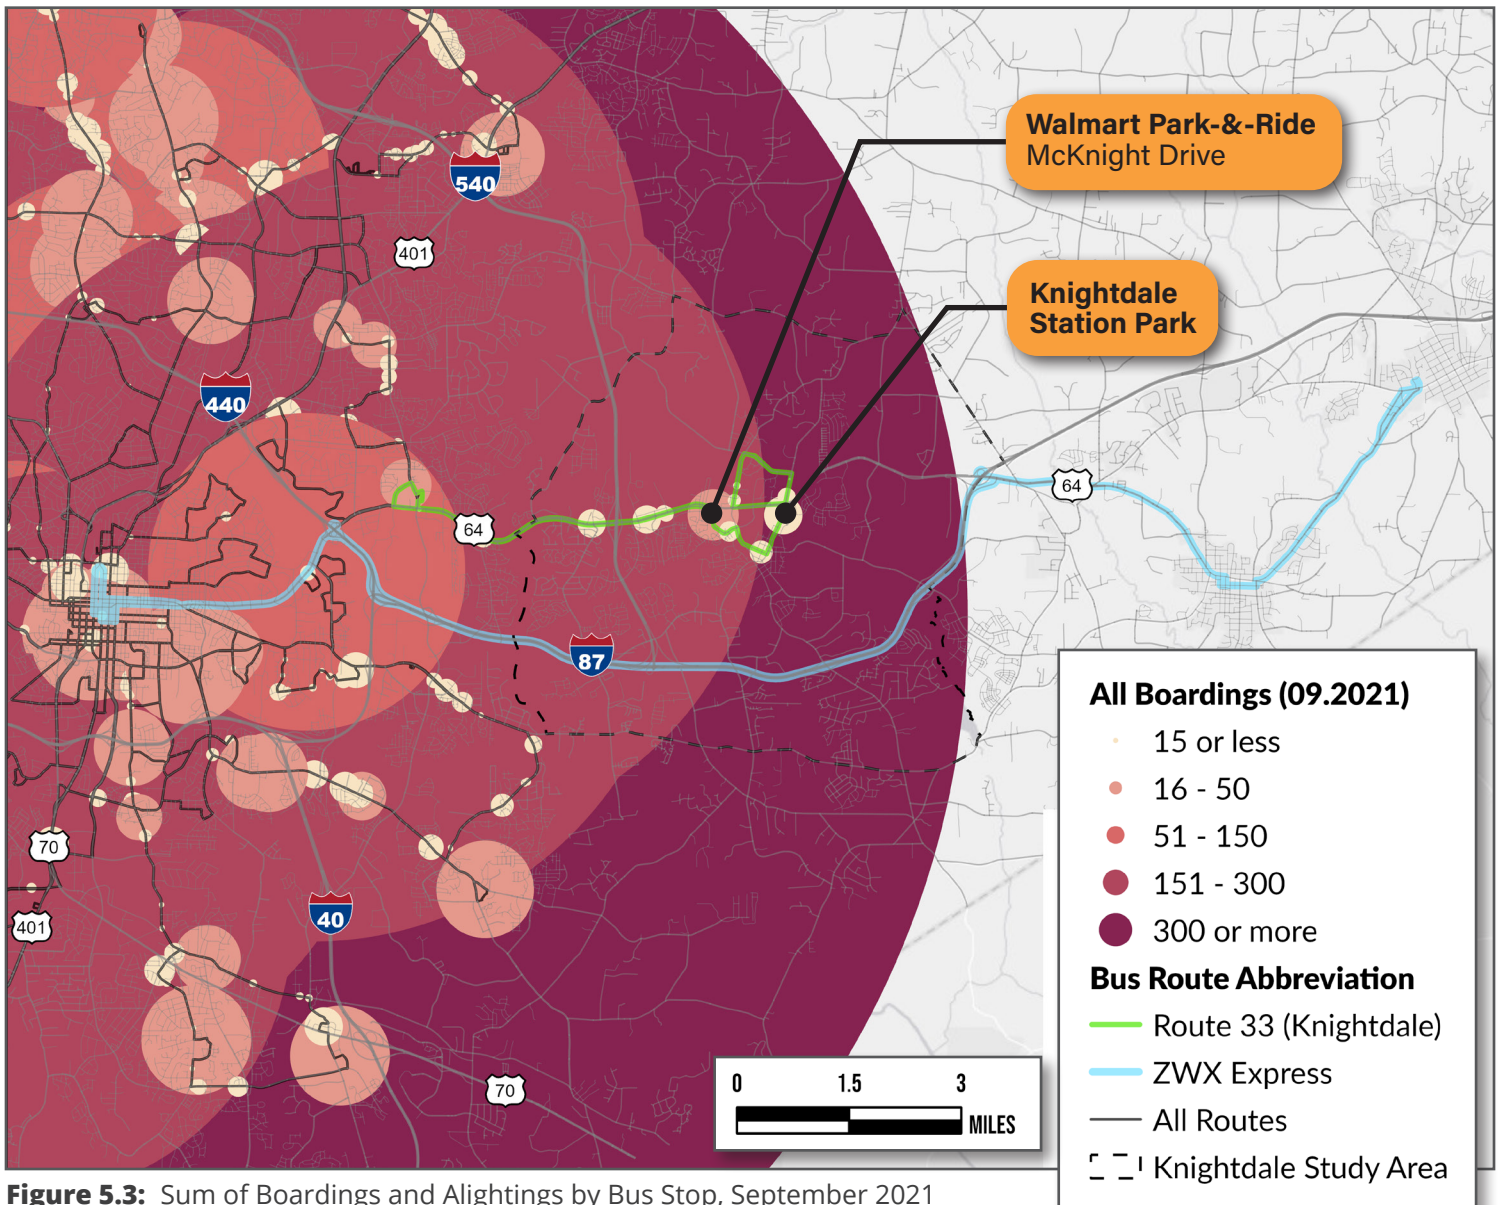 Walmart Park-&-Ride
McKnight Drive
540
401
Knightdale
Station Park
440
64
64
87
All Boardings (09.2021)
15 or less
16 - 50
51 - 150
151 - 300
300 or more
Bus Route Abbreviation
Route 33 (Knightdale)
ZWX Express
All Routes
Knightdale Study Area
70
40
401
70
0 1.5 3
MILES
Figure 5.3: Sum of Boardings and Alightings by Bus Stop, September 2021